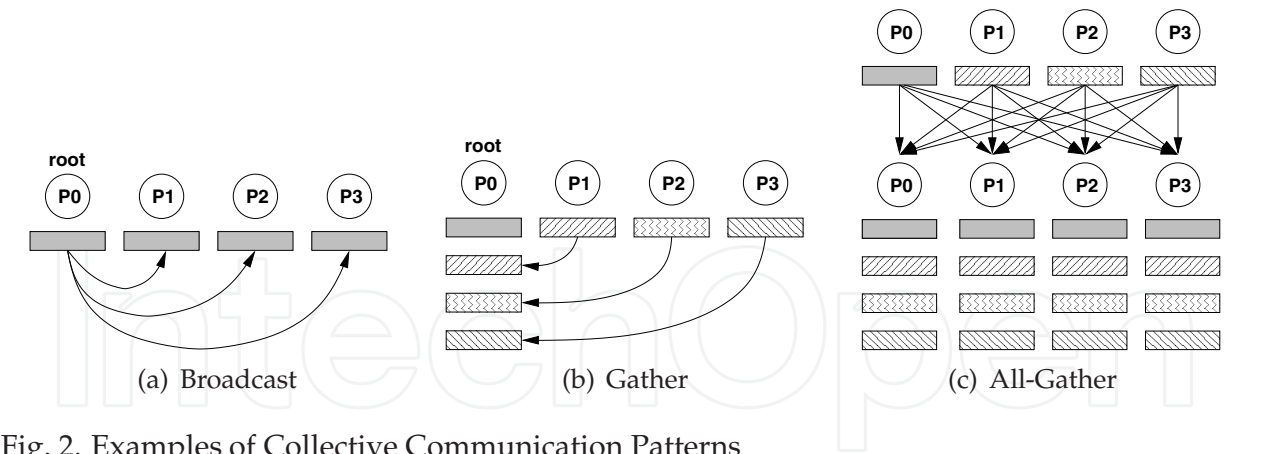 P0 P1 P2 P3
root
P0 P1 P2 P3
root
P0 P1 P2 P3
P0 P1 P2 P3
(a) Broadcast
(b) Gather
(c) All-Gather
IntechOpen
Fig. 2. Examples of Collective Communication Patterns